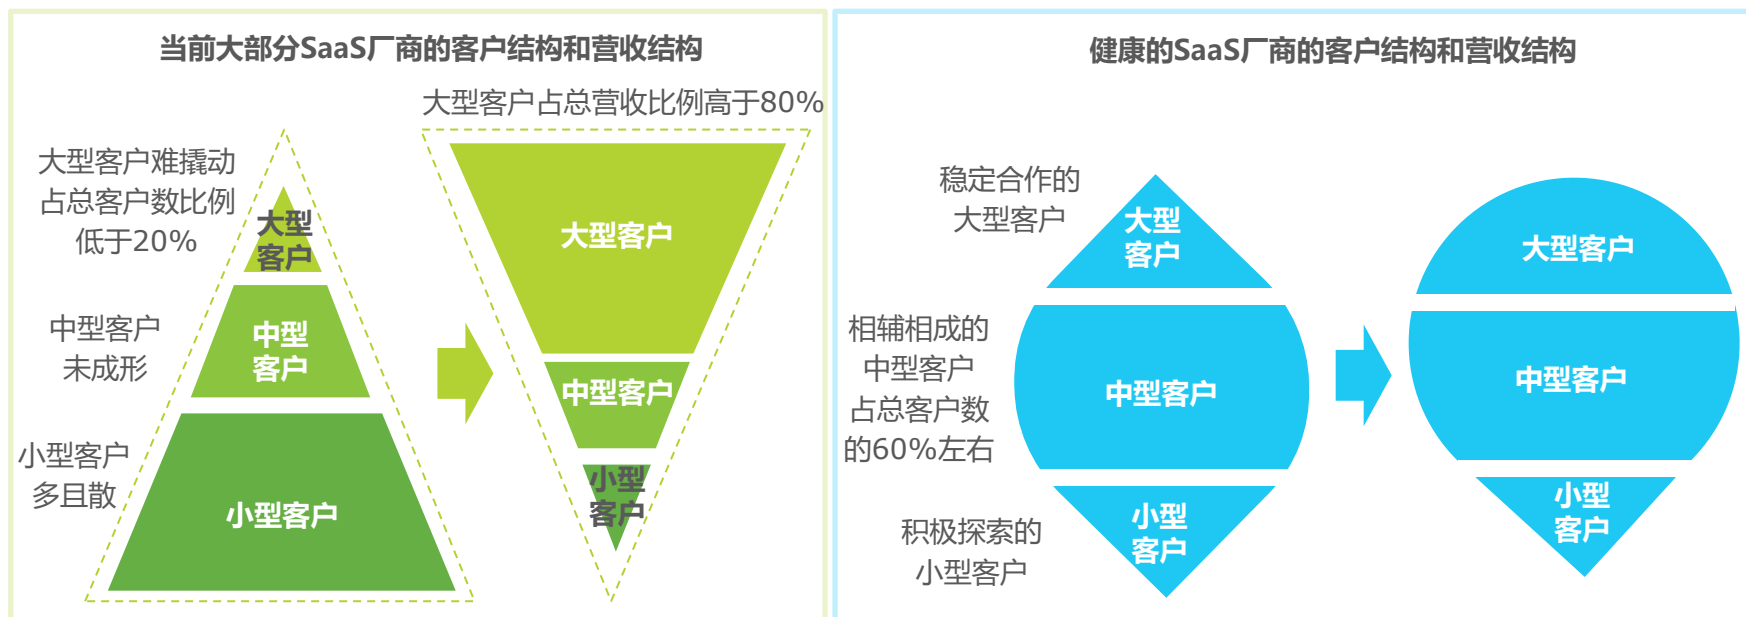 当前大部分SaaS厂商的客户结构和营收结构
大型客户占总营收比例高于80%
大型客户难撬动
占总客户数比例
低于20%
大型
客户
中型客户
未成形
中型
客户
小型客户
多且散
小型客户
大型客户
中型客户
小型
客户
健康的SaaS厂商的客户结构和营收结构
稳定合作的
大型客户
大型
客户
相辅相成的
中型客户
占总客户数
的60%左右
中型客户
积极探索的
小型客户
小型
客户
大型客户
中型客户
小型
客户